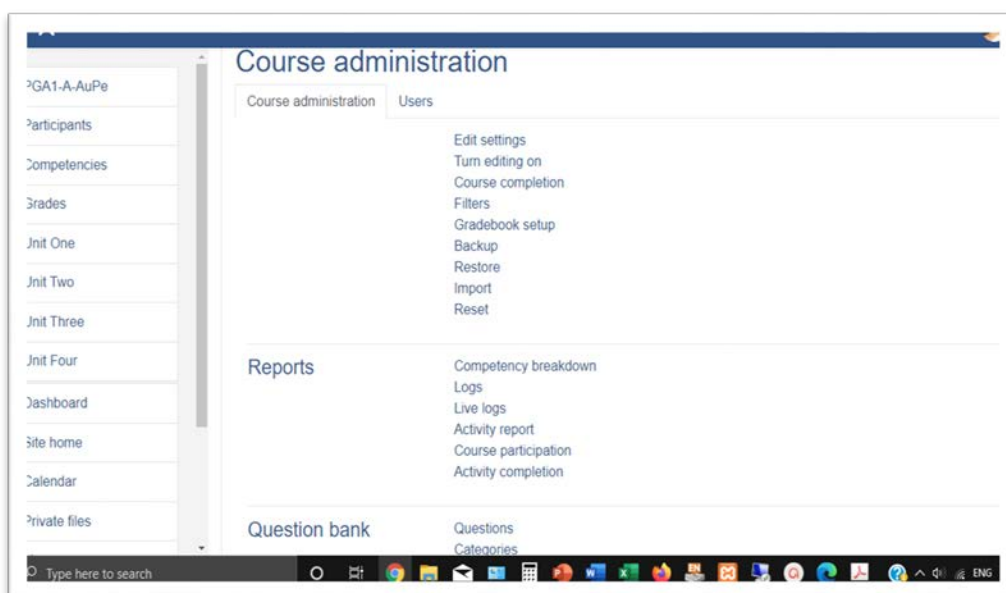 Course administration
Course administration Users
PGA1-A-AuPe
Participants
Competencies
Grades
Unit One
Unit Two
Unit Three
Unit Four
Dashboard
Site home
Calendar
Private files
Edit settings
Turn editing on
Course completion
Filters
Gradebook setup
Backup
Restore
Import
Reset
Reports
Competency breakdown
Logs
Live logs
Activity report
Course participation
Activity completion
Question bank
Questions
Categories
Type here to search
EN
ENG